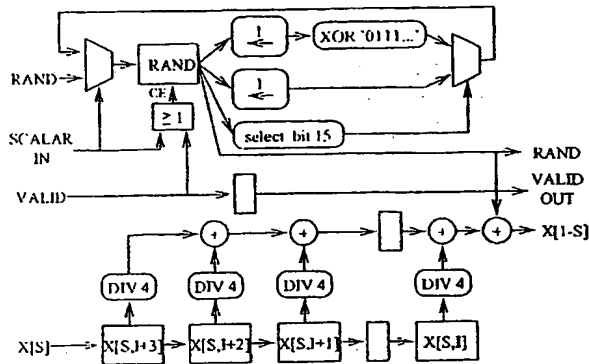 1
XOR '0111...'
RAND
RAND
CE
1
≥ 1
SCALAR
IN
select bit 15
RAND
VALID
VALID
OUT
+
+
+
+
X[1-S]
DIV 4
DIV 4
DIV 4
DIV 4
X[S]
X[S,I+3]
X[S,I+2]
X[S,I+1]
X[S,I]